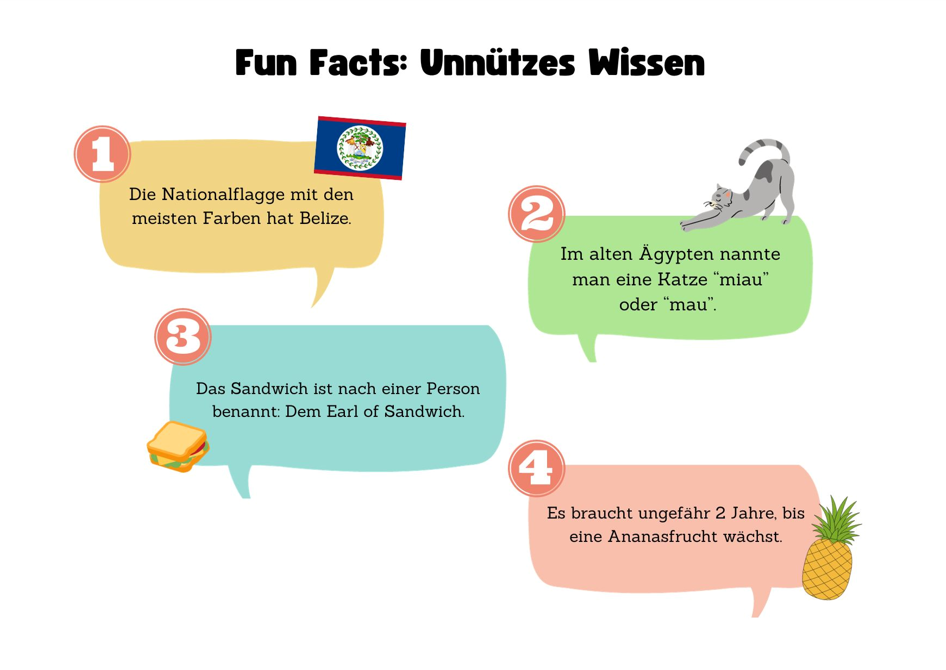 Fun Facts: Unnützes Wissen
1
Die Nationalflagge mit den
meisten Farben hat Belize.
2
Im alten Ägypten nannte
man eine Katze “miau”
oder “mau”.
3
Das Sandwich ist nach einer Person
benannt: Dem Earl of Sandwich.
4
Es braucht ungefähr 2 Jahre, bis
eine Ananasfrucht wächst.